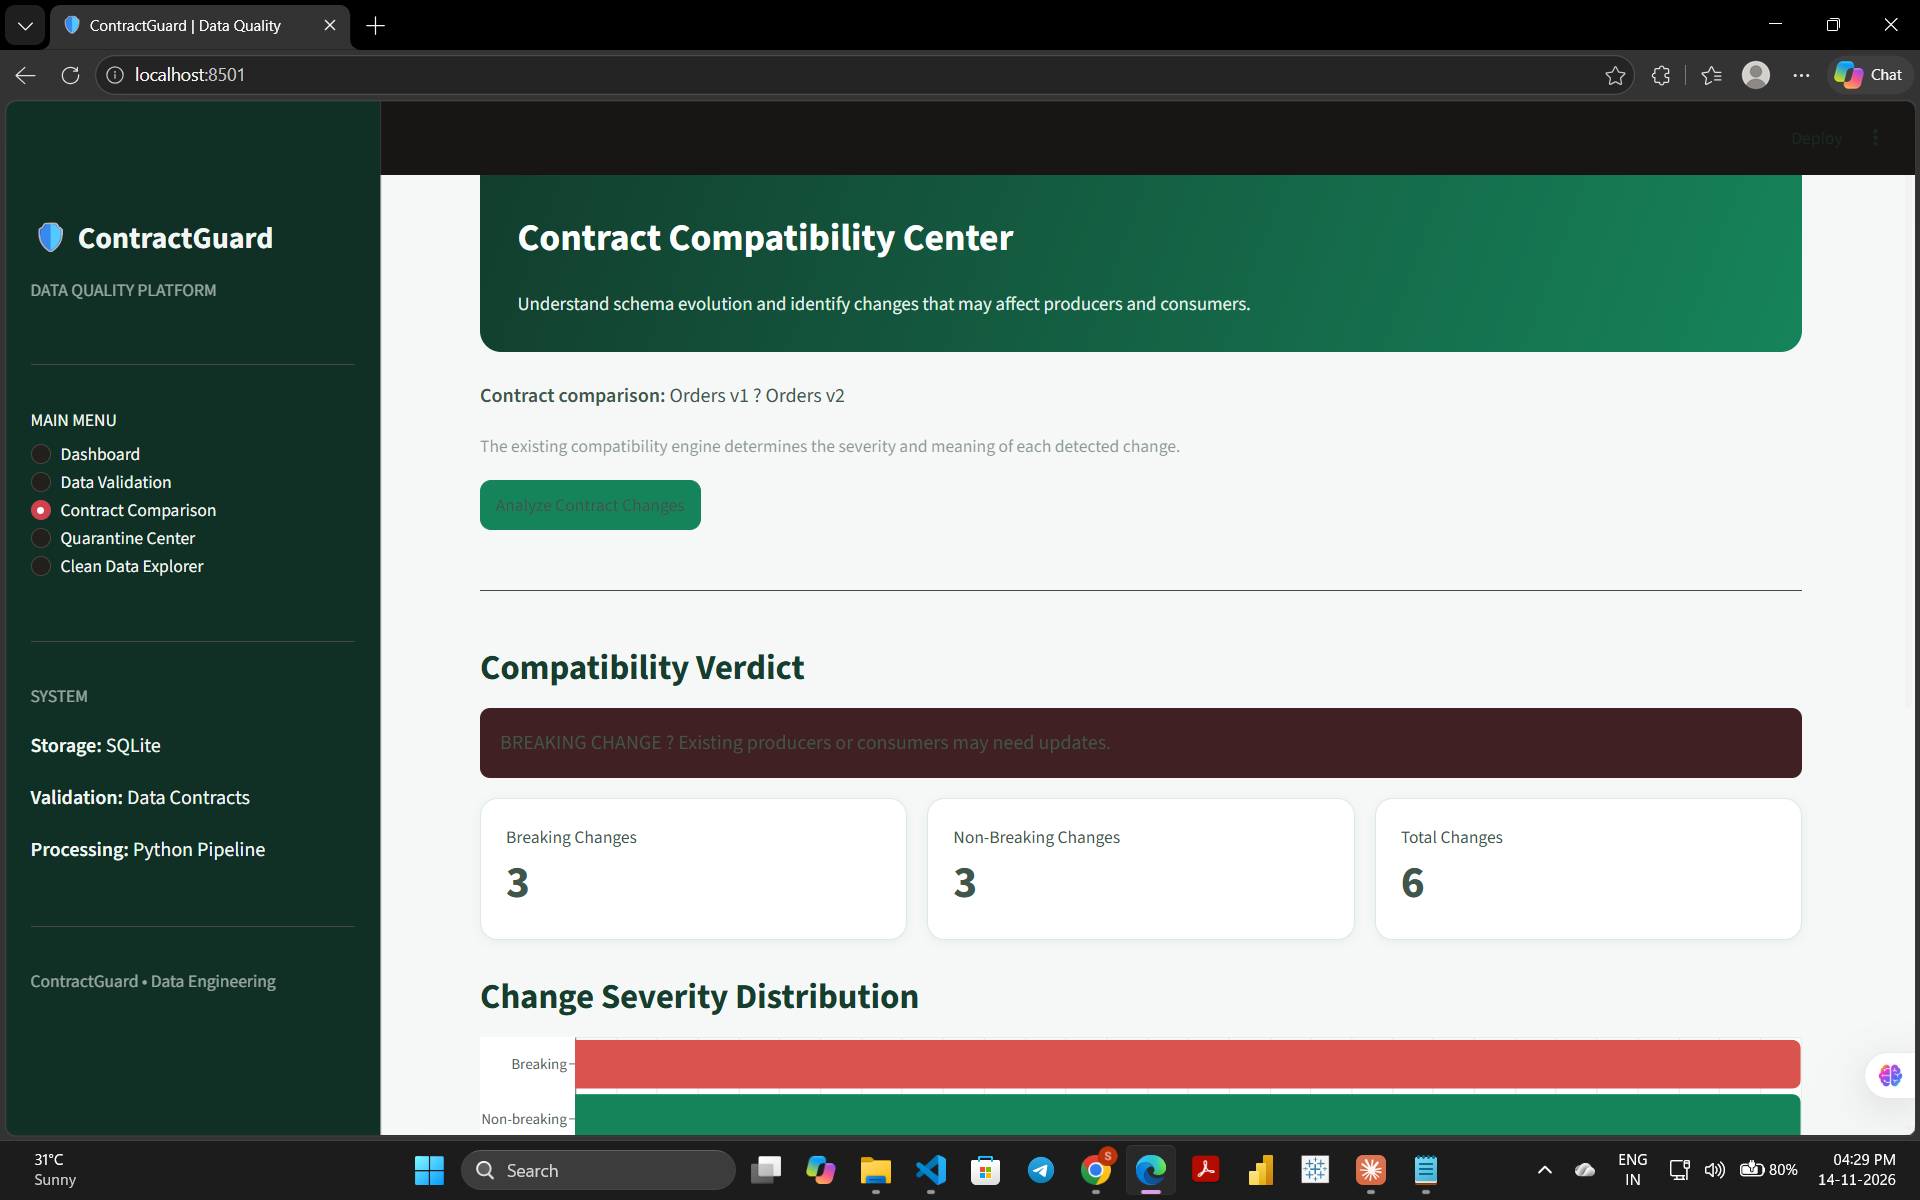 ContractGuard | Data Quality
localhost:8501
Chat
Deploy
ContractGuard
DATA QUALITY PLATFORM
MAIN MENU
Dashboard
Data Validation
Contract Comparison
Quarantine Center
Clean Data Explorer
SYSTEM
Storage: SQLite
Validation: Data Contracts
Processing: Python Pipeline
ContractGuard • Data Engineering
Contract Compatibility Center
Understand schema evolution and identify changes that may affect producers and consumers.
Contract comparison: Orders v1 ? Orders v2
The existing compatibility engine determines the severity and meaning of each detected change.
Analyze Contract Changes
Compatibility Verdict
BREAKING CHANGE ? Existing producers or consumers may need updates.
Breaking Changes
3
Non-Breaking Changes
3
Total Changes
6
Change Severity Distribution
Breaking
Non-breaking
31°C
Sunny
Search
S
ENG
IN
80%
04:29 PM
14-11-2026